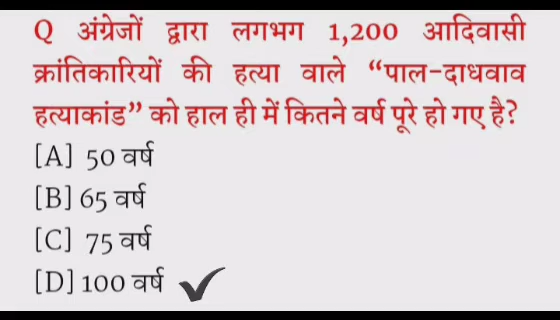 Q अंग्रेजों द्वारा लगभग 1,200 आदिवासी
क्रांतिकारियों की हत्या वाले “पाल-दाधवाव
हत्याकांड” को हाल ही में कितने वर्ष पूरे हो गए है?
[A] 50 वर्ष
[B] 65 वर्ष
[C] 75 वर्ष
[D] 100 वर्ष